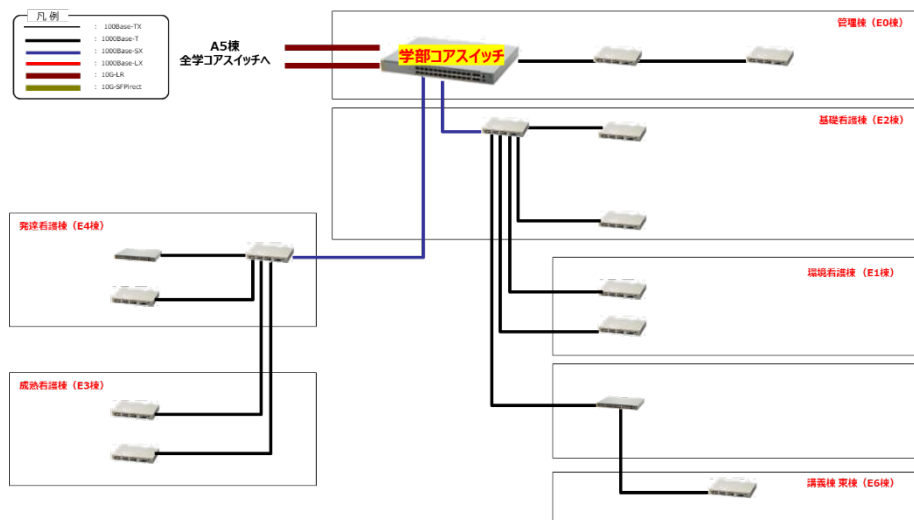 凡 例
: 100Base-TX
: 1000Base-T
: 1000Base-SX
: 1000Base-LX
: 10G-LR
: 10G-SFPirect
A5棟
全学コアスイッチへ
学部コアスイッチ
管理棟（E0棟）
基礎看護棟（E2棟）
発達看護棟（E4棟）
環境看護棟（E1棟）
成熟看護棟（E3棟）
講義棟 東棟（E6棟）